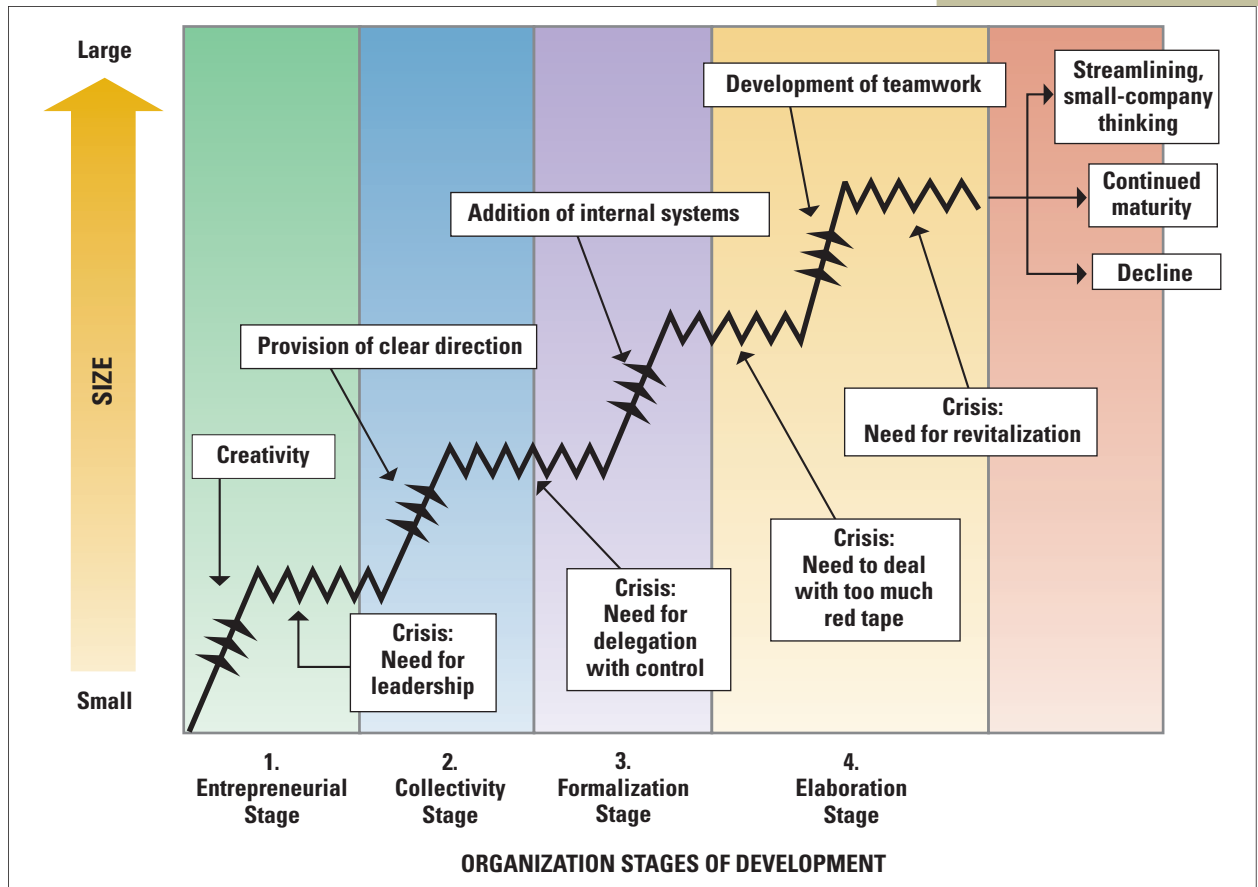 Large
SIZE
Small
Creativity
Crisis:
Need for
leadership
Provision of clear direction
Crisis:
Need for
delegation
with control
Addition of internal systems
Crisis:
Need to deal
with too much
red tape
Development of teamwork
Crisis:
Need for revitalization
Streamlining,
small-company
thinking
Continued
maturity
Decline
1.
Entrepreneurial
Stage
2.
Collectivity
Stage
3.
Formalization
Stage
4.
Elaboration
Stage
ORGANIZATION STAGES OF DEVELOPMENT